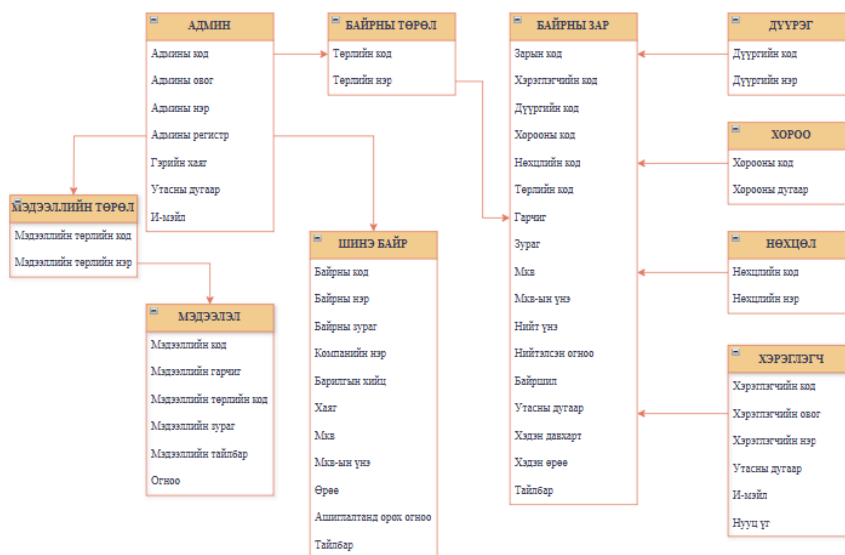 АДМИН
Админы код
Админы овог
Админы нэр
Админы регистр
Гэрийн хаяг
Утасны дугаар
И-мэйл
БАЙРНЫ ТӨРӨЛ
Төрлийн код
Төрлийн нэр
БАЙРНЫ ЗАР
Зарын код
Хэрэглэгчийн код
Дүүргийн код
Хорооны код
Нөхцлийн код
Төрлийн код
Гарчиг
Зураг
Мкв
Мкв-ын үнэ
Нийт үнэ
Нийтэлсэн огноо
Байршил
Утасны дугаар
Хэдэн давхарт
Хэдэн өрөө
Тайлбар
ДҮҮРЭГ
Дүүргийн код
Дүүргийн нэр
ХОРОО
Хорооны код
Хорооны дугаар
НӨХЦӨЛ
Нөхцлийн код
Нөхцлийн нэр
ХЭРЭГЛЭГЧ
Хэрэглэгчийн код
Хэрэглэгчийн овог
Хэрэглэгчийн нэр
Утасны дугаар
И-мэйл
Нууц үг
МЭДЭЭЛЛИЙН ТӨРӨЛ
Мэдээллийн төрлийн код
Мэдээллийн төрлийн нэр
МЭДЭЭЛЭЛ
Мэдээллийн код
Мэдээллийн гарчиг
Мэдээллийн төрлийн код
Мэдээллийн зураг
Мэдээллийн тайлбар
Огноо
ШИНЭ БАЙР
Байрны код
Байрны нэр
Байрны зураг
Компанийн нэр
Барилгын хийц
Хаяг
Мкв
Мкв-ын үнэ
Өрөө
Ашиглалтанд орох огноо
Тайлбар